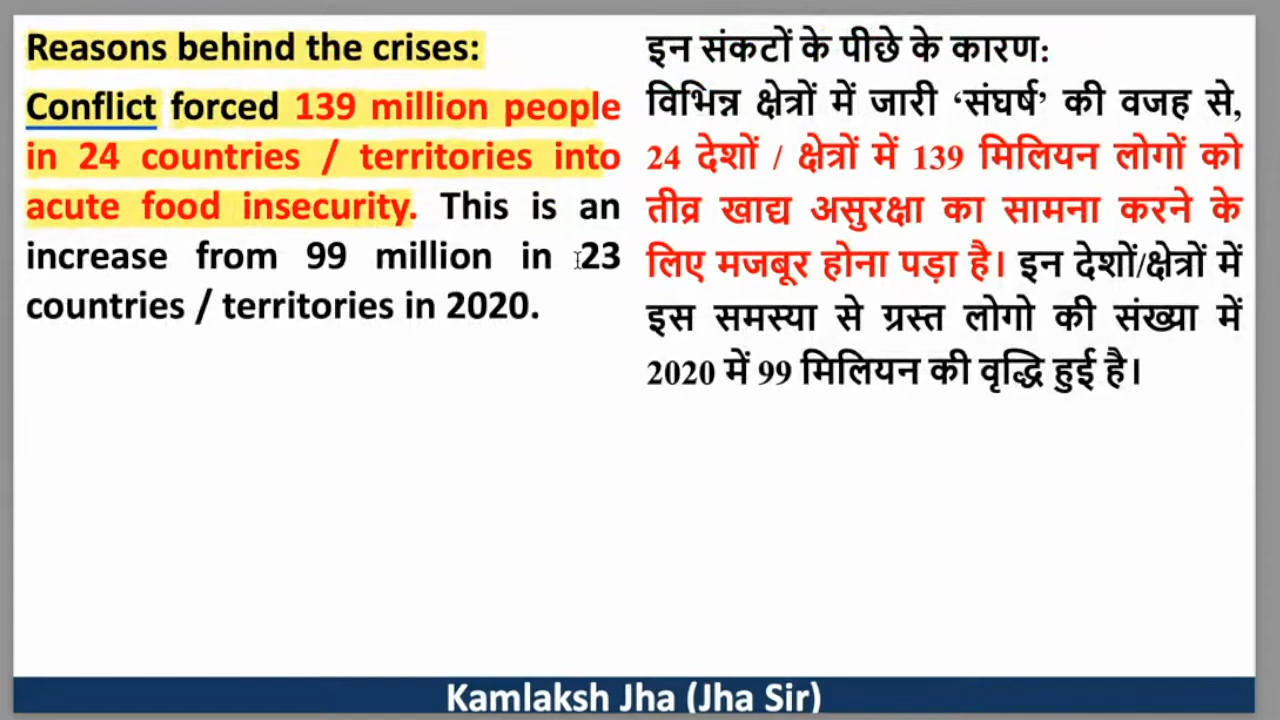 Reasons behind the crises:
Conflict forced 139 million people
in 24 countries / territories into
acute food insecurity. This is an
increase from 99 million in 23
countries / territories in 2020.
इन संकटों के पीछे के कारण:
विभिन्न क्षेत्रों में जारी ‘संघर्ष’ की वजह से,
24 देशों / क्षेत्रों में 139 मिलियन लोगों को
तीव्र खाद्य असुरक्षा का सामना करने के
लिए मजबूर होना पड़ा है। इन देशों/क्षेत्रों में
इस समस्या से ग्रस्त लोगो की संख्या में
2020 में 99 मिलियन की वृद्धि हुई है।
Kamlaksh Jha (Jha Sir)